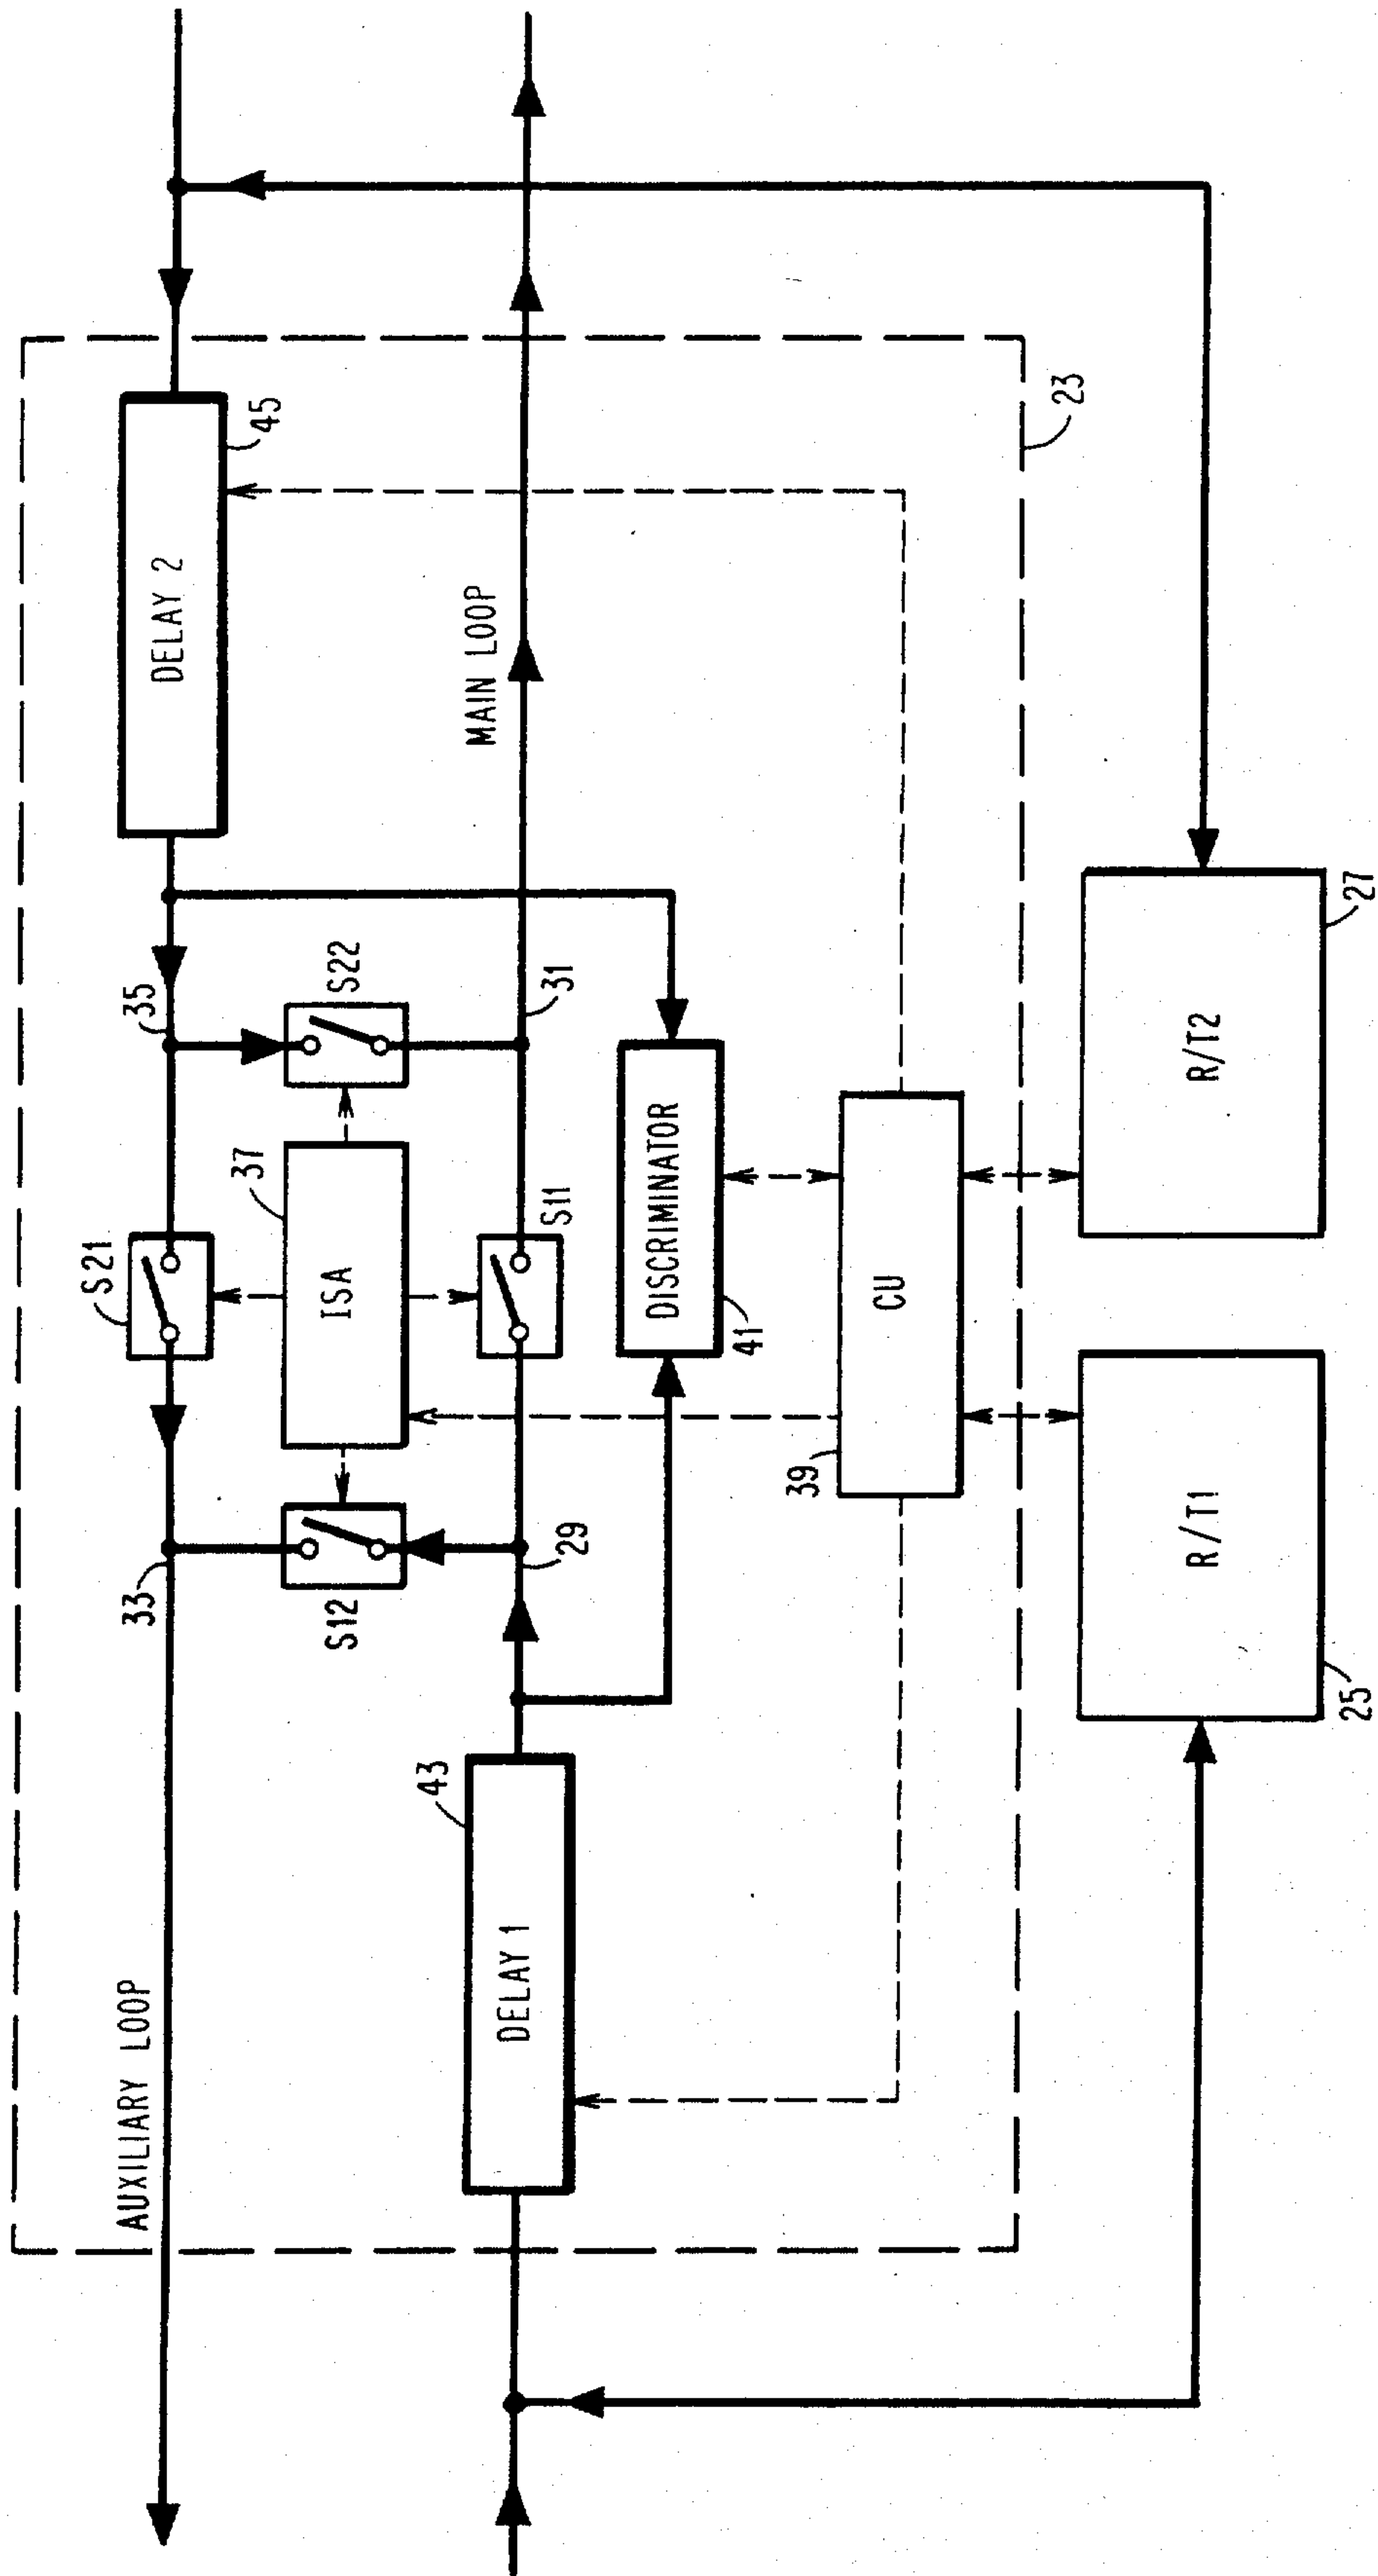 AUXILIARY LOOP
33
S21
35
DELAY 2
45
S12
ISA
37
S22
MAIN LOOP
43
DELAY 1
29
S11
31
DISCRIMINATOR
41
39
CU
23
R/T1
25
R/T2
27